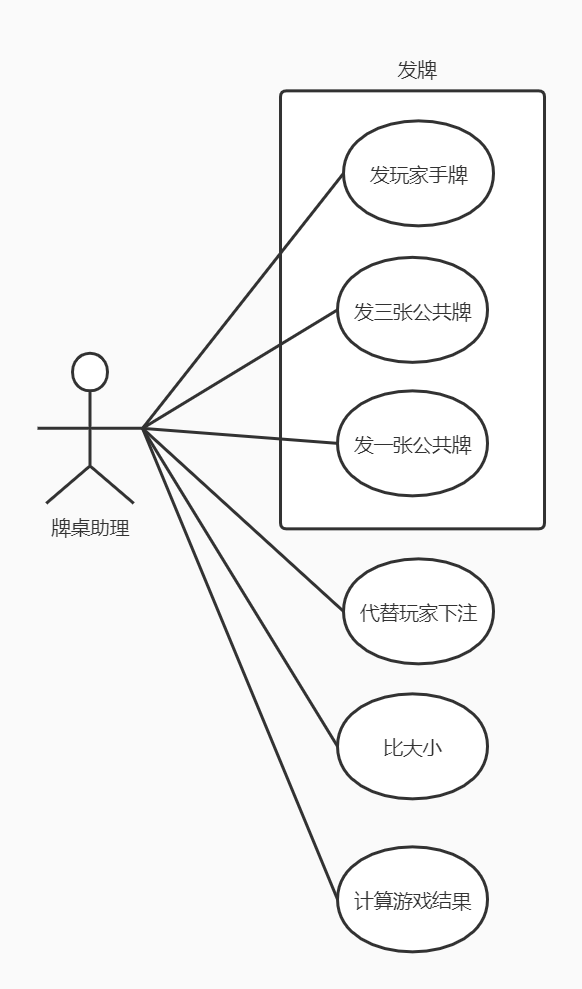 发牌
发玩家手牌
发三张公共牌
发一张公共牌
牌桌助理
代替玩家下注
比大小
计算游戏结果